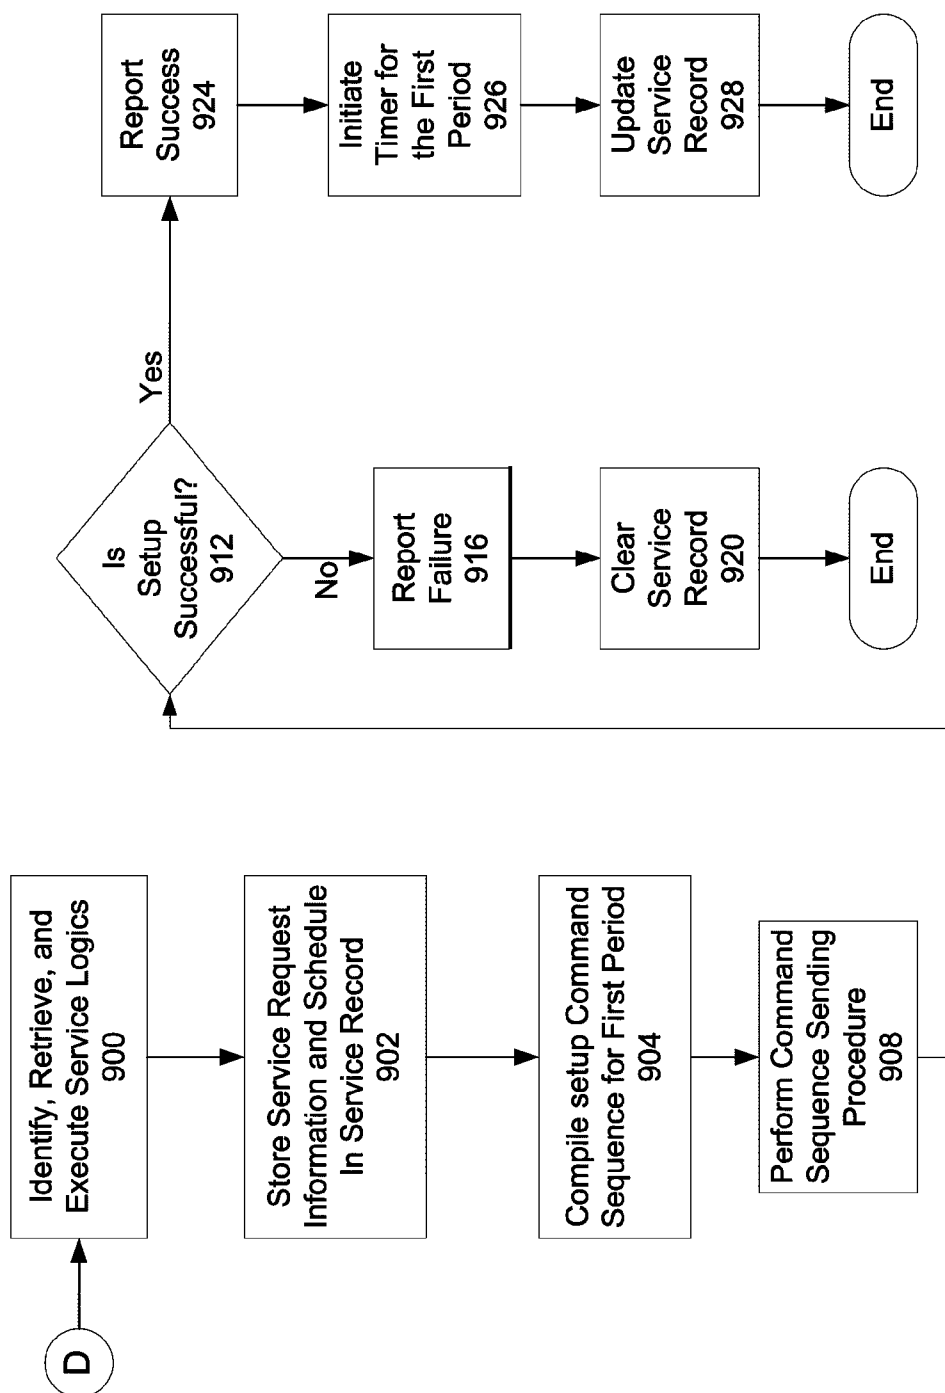 D
Identify, Retrieve, and
Execute Service Logics
900
Store Service Request
Information and Schedule
In Service Record
902
Compile setup Command
Sequence for First Period
904
Perform Command
Sequence Sending
Procedure
908
Is
Setup
Successful?
912
No
Report
Failure
916
Clear
Service
Record
920
End
Yes
Report
Success
924
Initiate
Timer for
the First
Period
926
Update
Service
Record
928
End